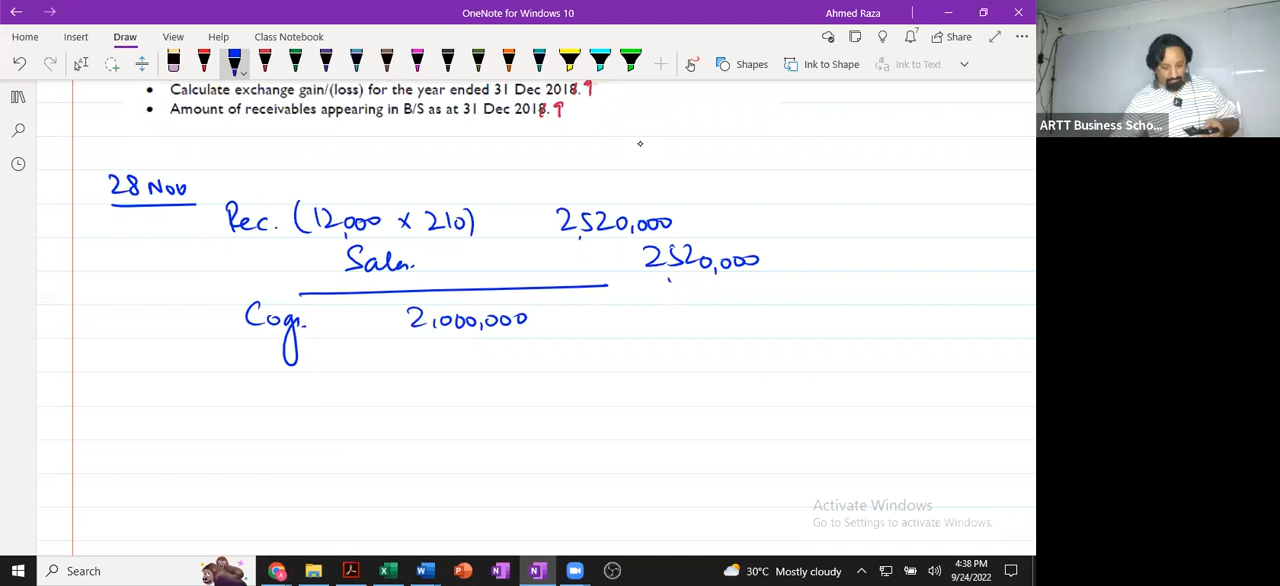 OneNote for Windows 10
Ahmed Raza
Home Insert Draw View Help Class Notebook
Share
Shapes Ink to Shape Ink to Text
ARTT Business Scho...
• Calculate exchange gain/(loss) for the year ended 31 Dec 2018. 9
• Amount of receivables appearing in B/S as at 31 Dec 2018. 9
28 Nov
Rec. (12,000 × 210) 2,520,000
Sales. 2,520,000
Cogs. 2,000,000
Activate Windows
Go to Settings to activate Windows.
Search
30°C Mostly cloudy
4:38 PM
9/24/2022